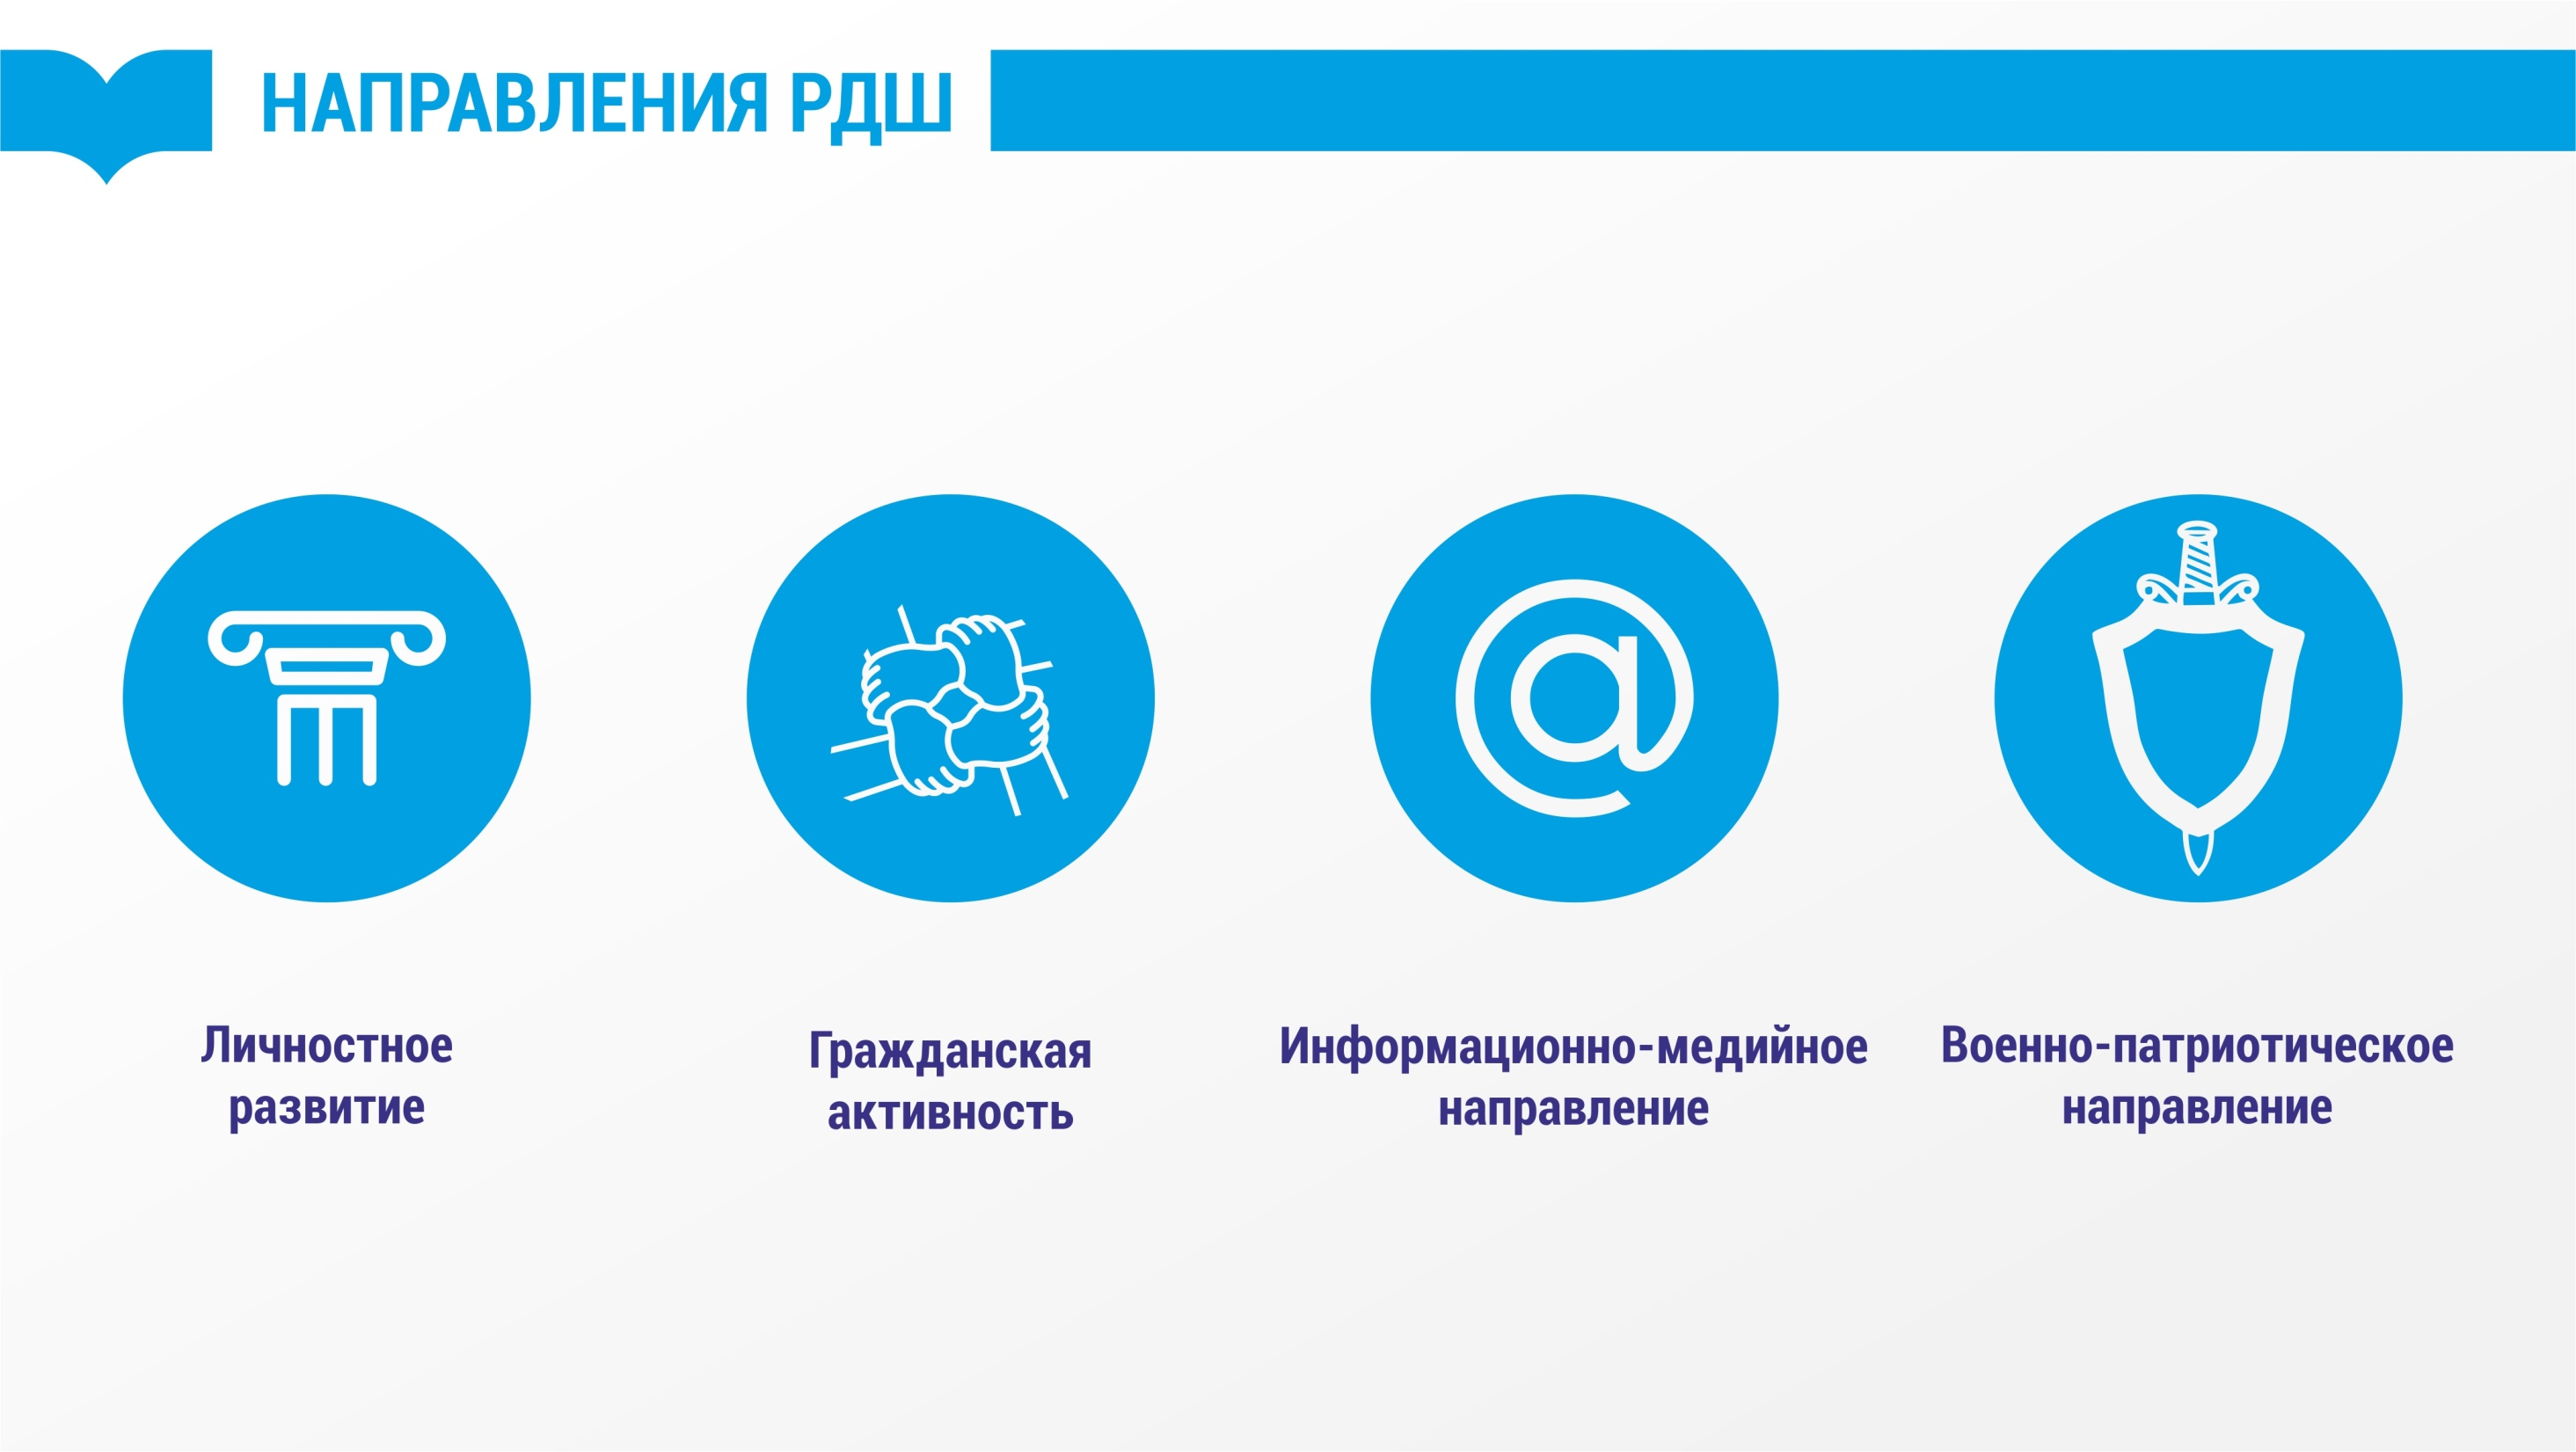 НАПРАВЛЕНИЯ РДШ
Личностное
развитие
Гражданская
активность
Информационно-медийное
направление
Военно-патриотическое
направление